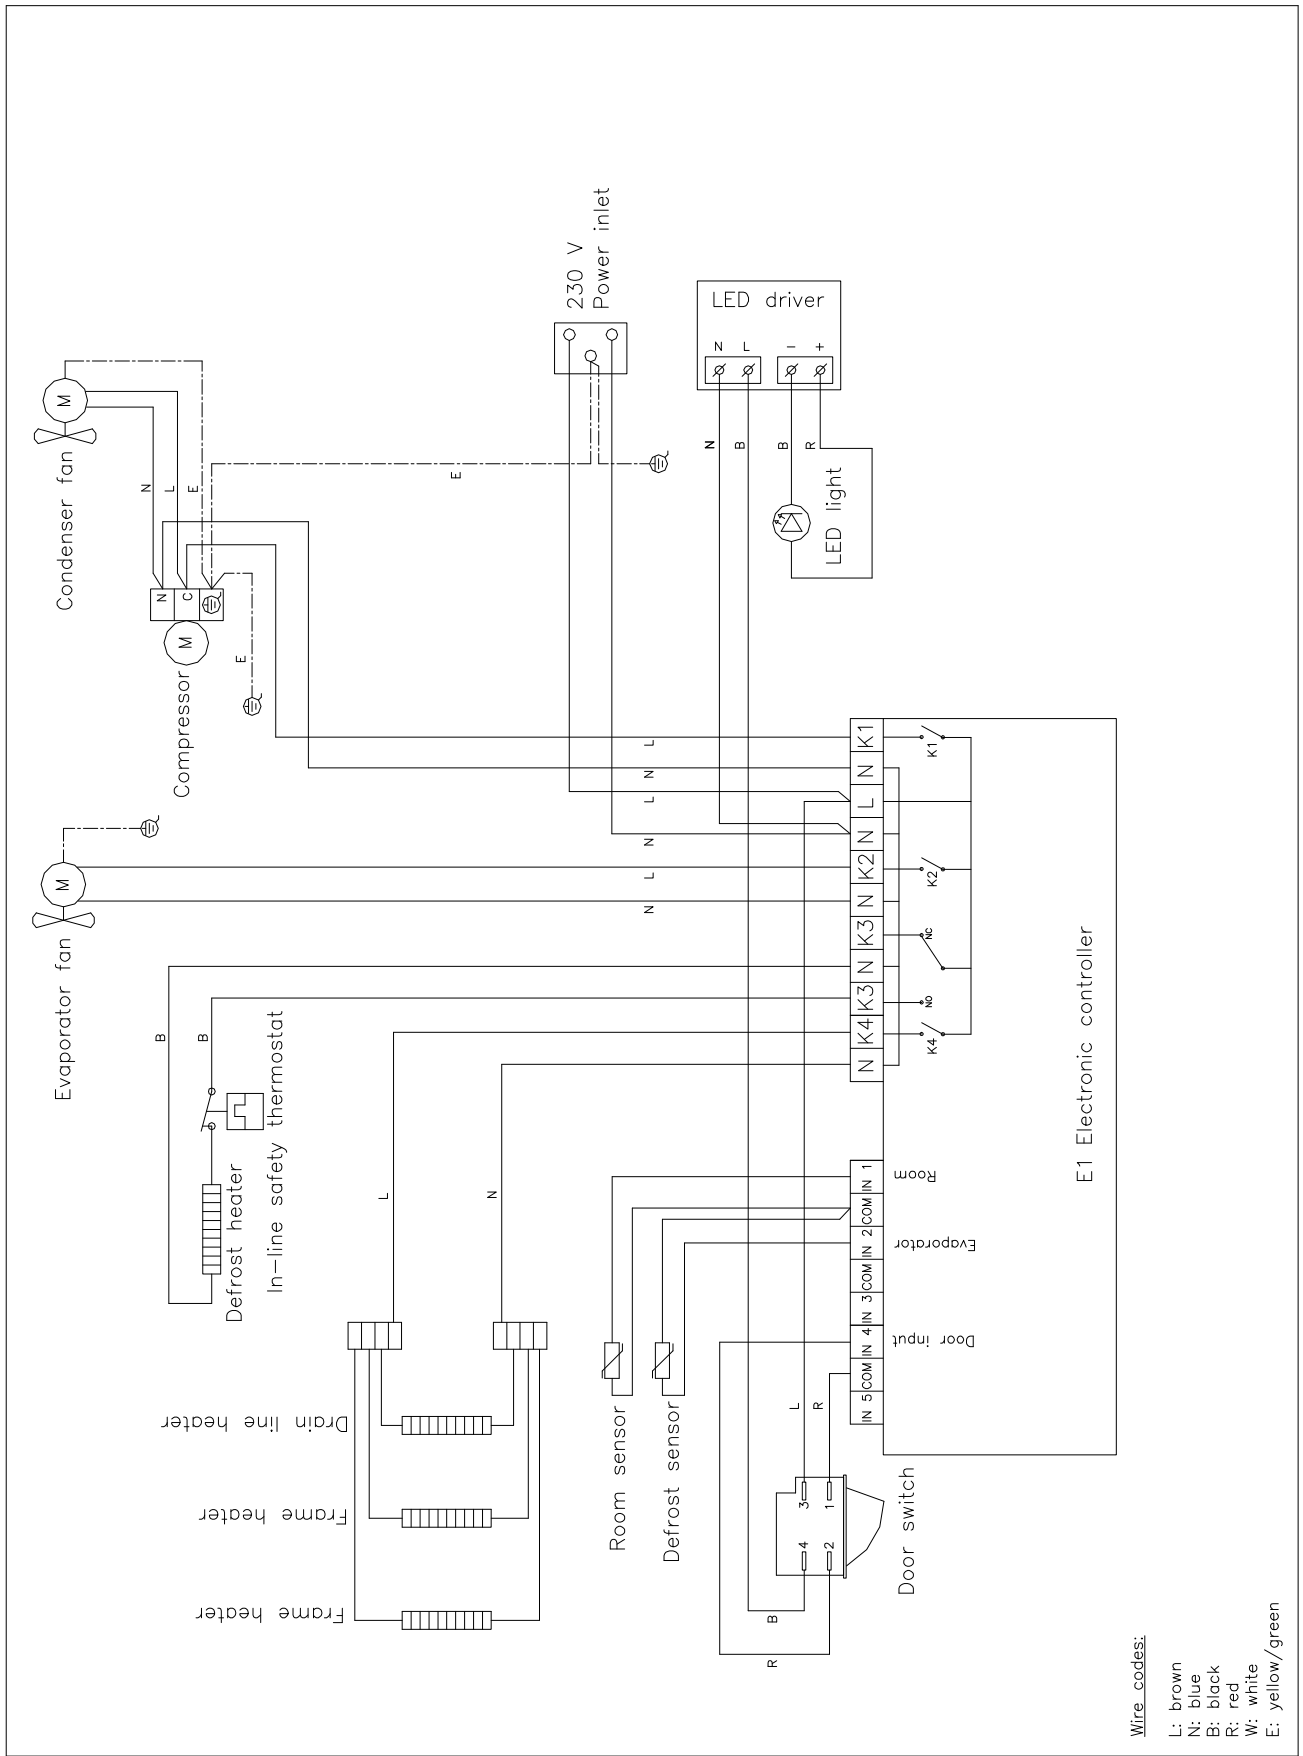 Condenser fan
M
N
L
E
N
C
M
Compressor
E
E
230 V
Power inlet
LED driver
N
L
-
+
N
B
B
R
LED light
Evaporator fan
M
L
N
L
N
L
N
K1
N
L
N
K2
N
K3
N
K3
K4
N
K1
K2
NC
NO
K4
E1 Electronic controller
B
B
In-line safety thermostat
Defrost heater
L
N
Drain line heater
Frame heater
Frame heater
Room sensor
Defrost sensor
IN 1
COM
IN 2
COM
IN 3
IN 4
COM
IN 5
Room
Evaporator
Door input
L
R
3
1
4
2
Door switch
B
R
Wire codes:
L: brown
N: blue
B: black
R: red
W: white
E: yellow/green